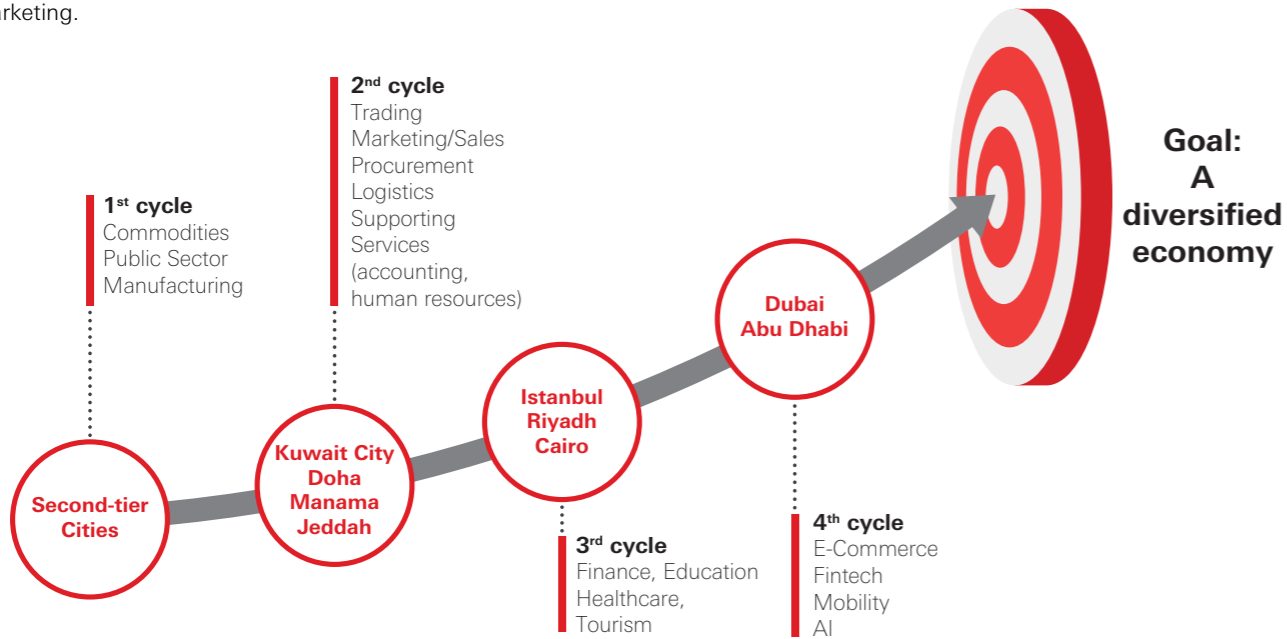 arketing.
2nd cycle
Trading
Marketing/Sales
Procurement
Logistics
Supporting
Services
(accounting,
human resources)
1st cycle
Commodities
Public Sector
Manufacturing
Goal:
A
diversified
economy
Dubai
Abu Dhabi
Istanbul
Riyadh
Cairo
Kuwait City
Doha
Manama
Jeddah
Second-tier
Cities
3rd cycle
Finance, Education
Healthcare,
Tourism
4th cycle
E-Commerce
Fintech
Mobility
AI